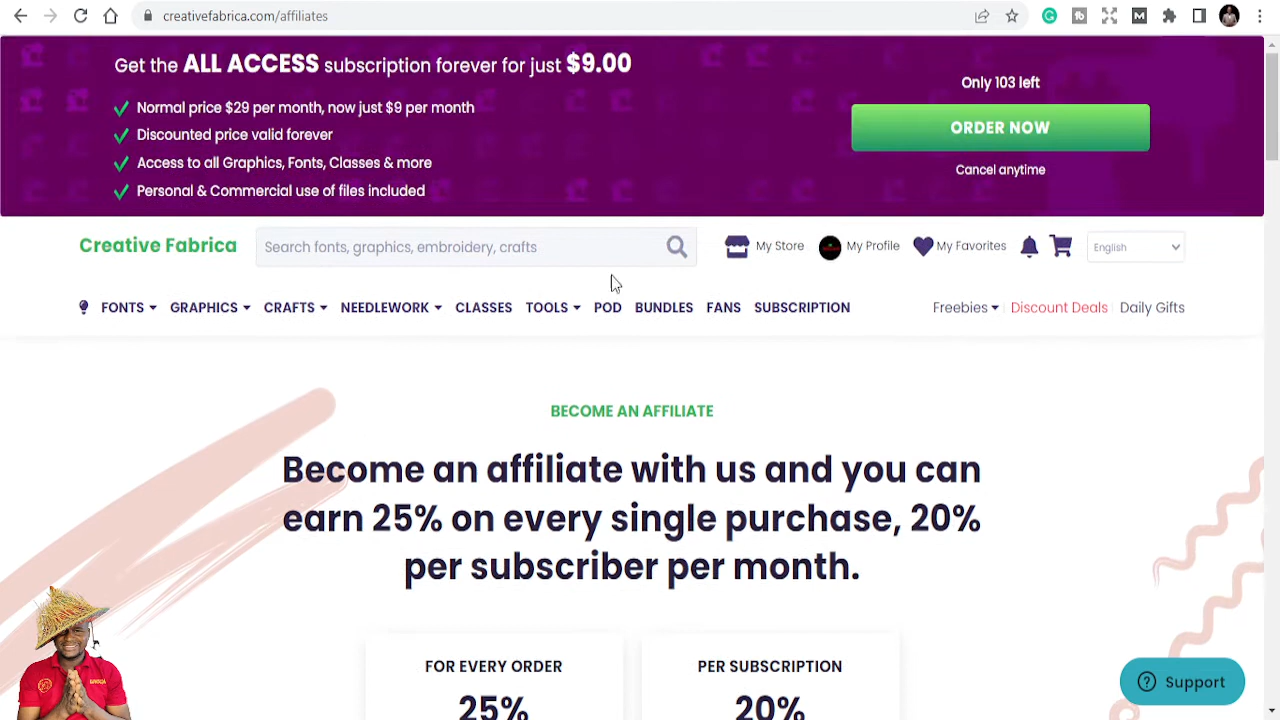 creativefabrica.com/affiliates
Get the ALL ACCESS subscription forever for just $9.00
Normal price $29 per month, now just $9 per month
Discounted price valid forever
Access to all Graphics, Fonts, Classes & more
Personal & Commercial use of files included
Only 103 left
ORDER NOW
Cancel anytime
Creative Fabrica
Search fonts, graphics, embroidery, crafts
My Store
My Profile
My Favorites
English
FONTS GRAPHICS CRAFTS NEEDLEWORK CLASSES TOOLS POD BUNDLES FANS SUBSCRIPTION
Freebies Discount Deals Daily Gifts
BECOME AN AFFILIATE
Become an affiliate with us and you can
earn 25% on every single purchase, 20%
per subscriber per month.
FOR EVERY ORDER
25%
PER SUBSCRIPTION
20%
Support